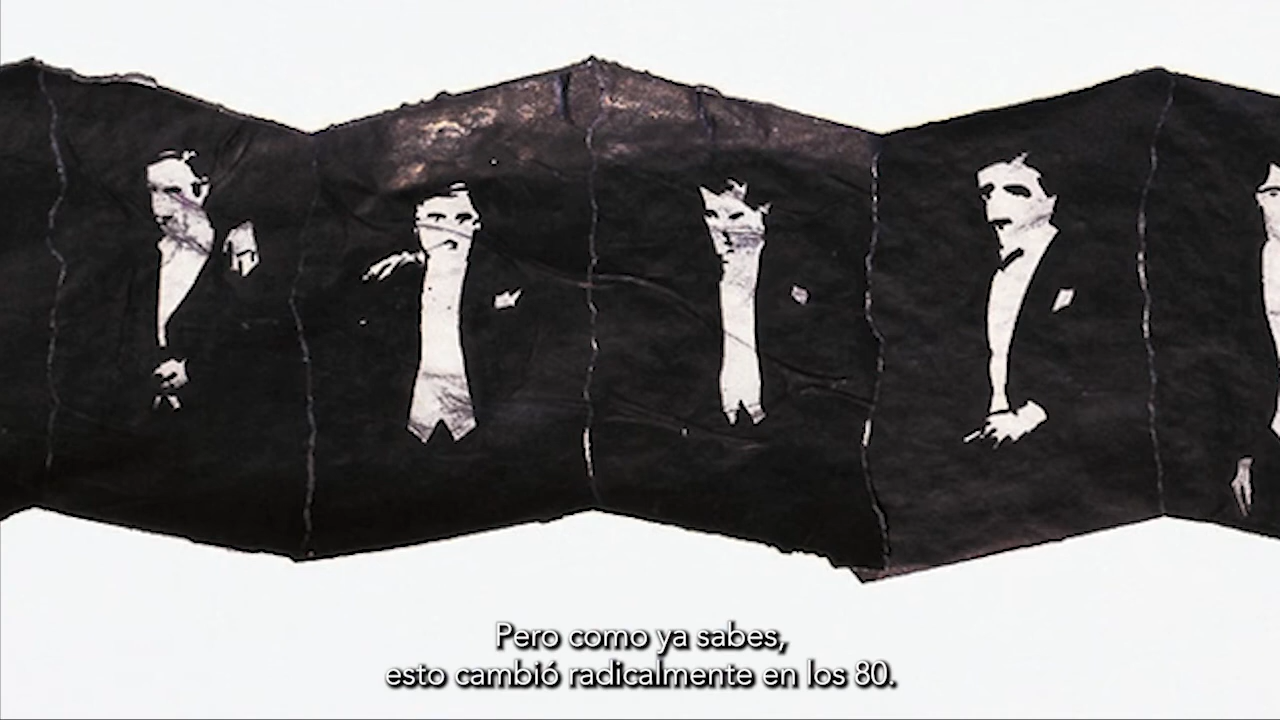 Pero como ya sabes,
esto cambió radicalmente en los 80.